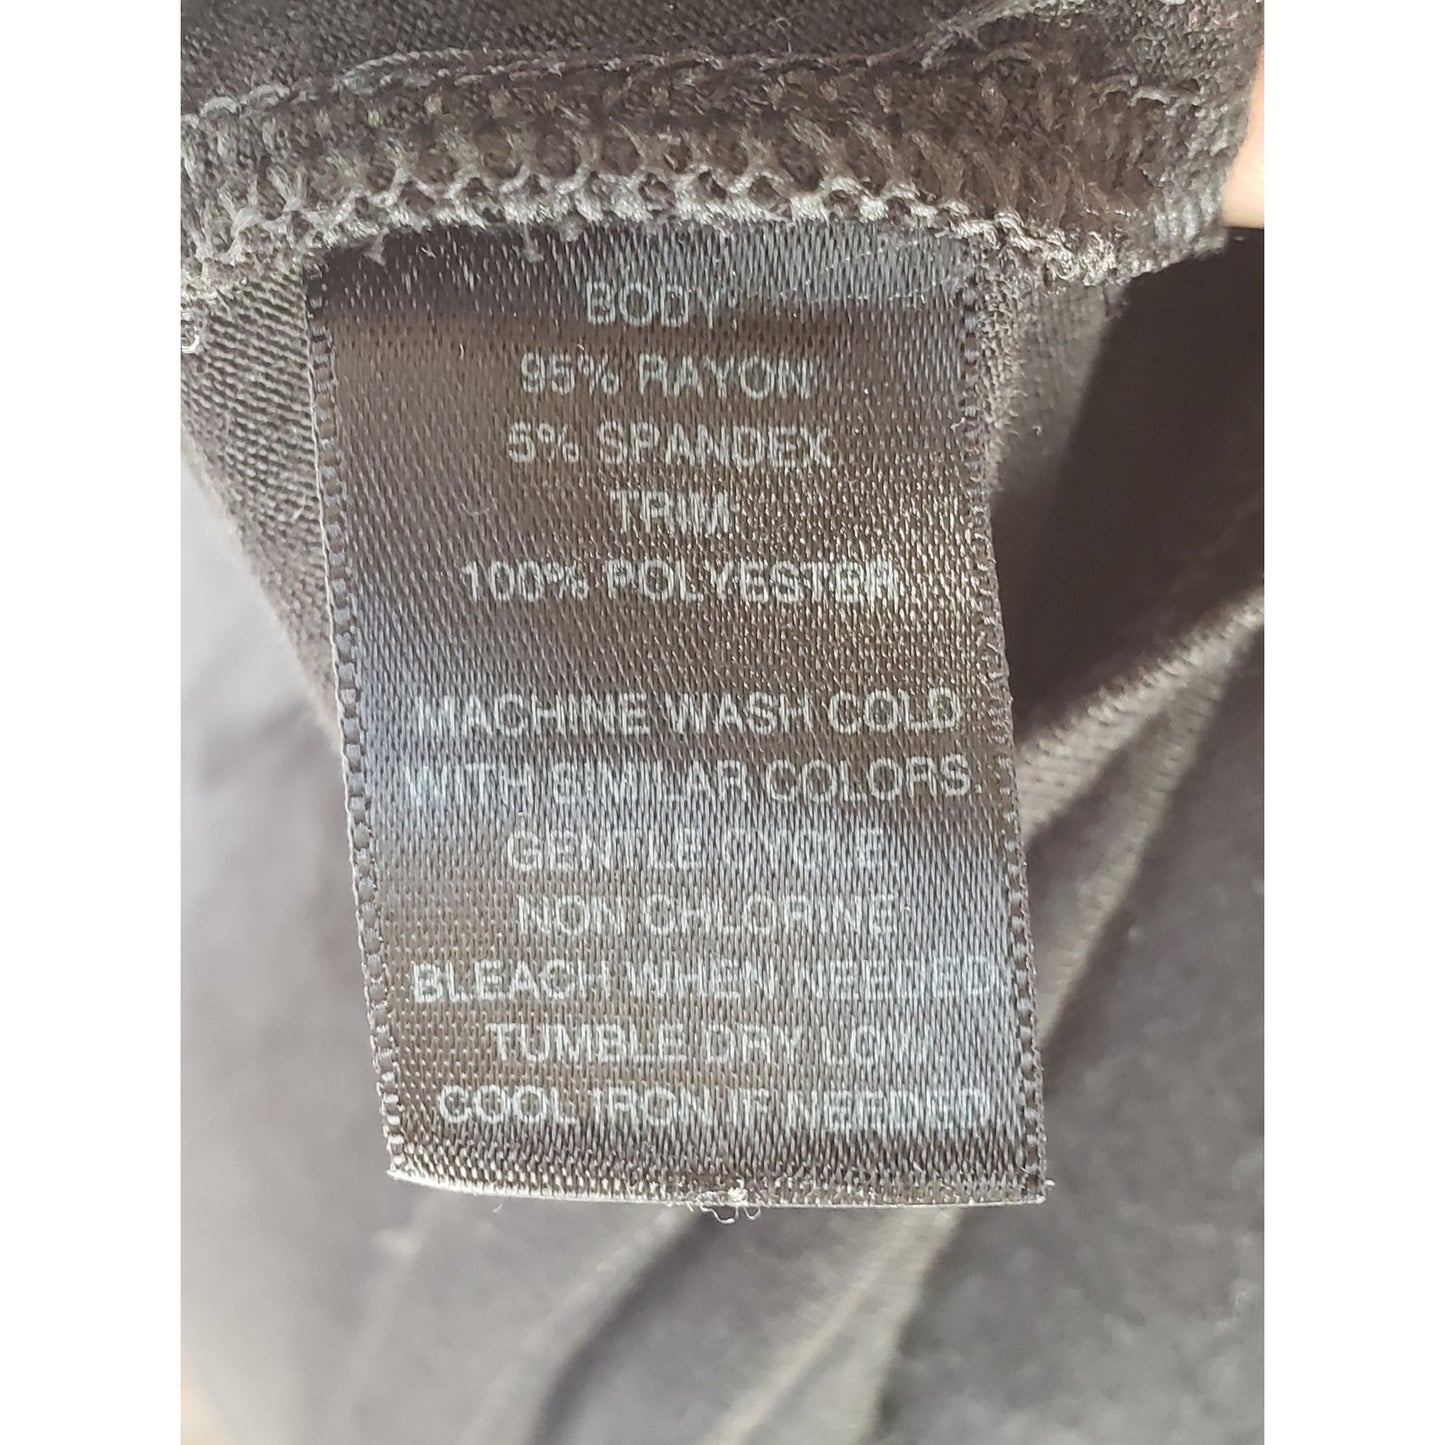 BODY:
95% RAYON
5% SPANDEX
TRIM
100% POLYESTER
MACHINE WASH COLD
WITH SIMILAR COLORS.
GENTLE CYCLE.
NON CHLORINE
BLEACH WHEN NEEDED
TUMBLE DRY LOW.
COOL IRON IF NEEDED